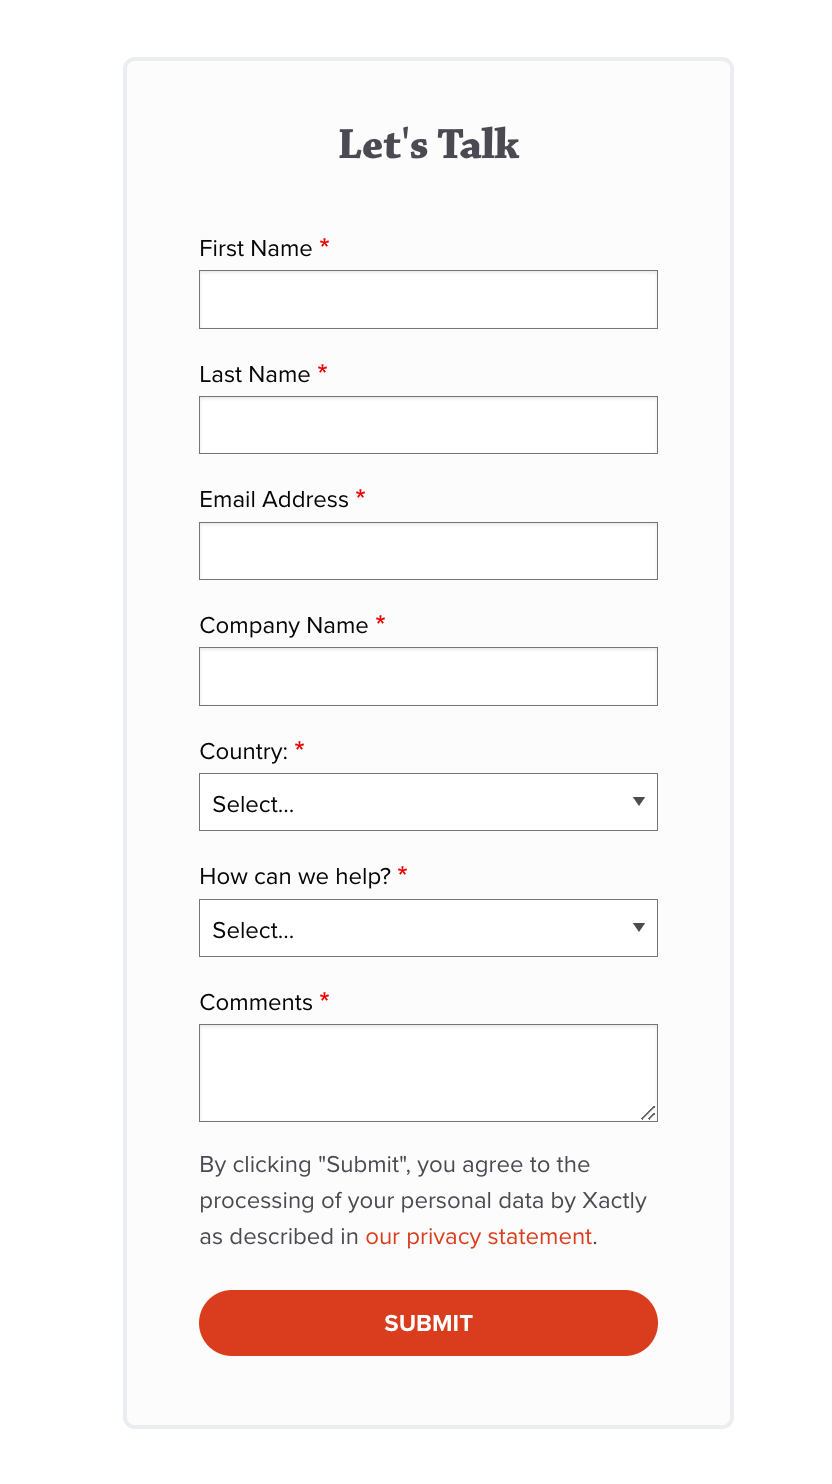 Let's Talk
First Name *
Last Name *
Email Address *
Company Name *
Country: *
Select...
How can we help? *
Select...
Comments *
By clicking "Submit", you agree to the
processing of your personal data by Xactly
as described in our privacy statement.
SUBMIT